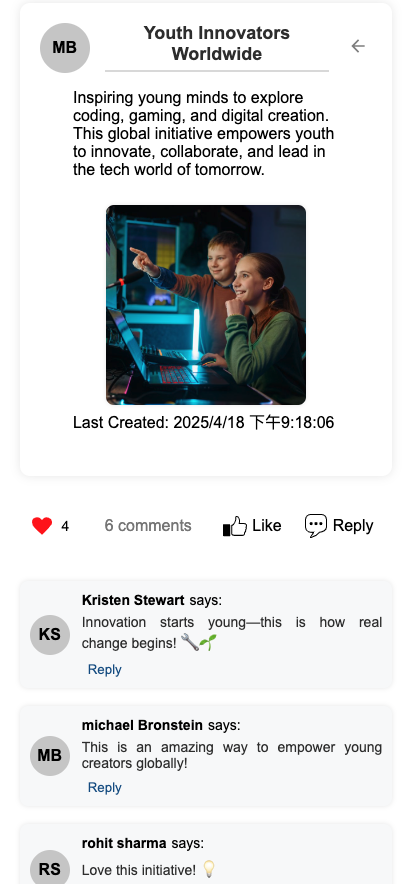 MB
Youth Innovators
Worldwide
Inspiring young minds to explore
coding, gaming, and digital creation.
This global initiative empowers youth
to innovate, collaborate, and lead in
the tech world of tomorrow.
Last Created: 2025/4/18 下午9:18:06
4
6 comments
Like
Reply
KS
Kristen Stewart says:
Innovation starts young—this is how real
change begins! 🔧🌱
Reply
MB
michael Bronstein says:
This is an amazing way to empower young
creators globally!
Reply
RS
rohit sharma says:
Love this initiative! 💡